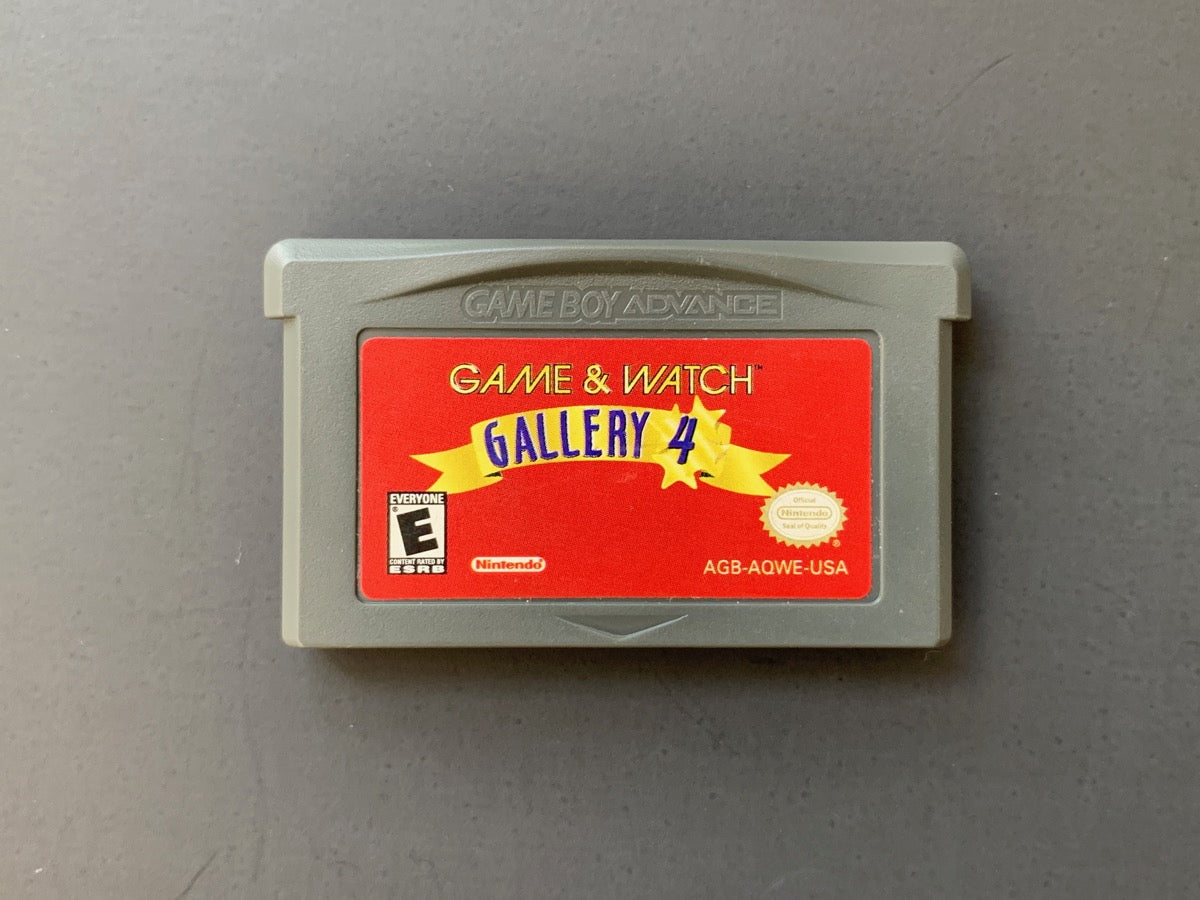 GAME BOY ADVANCE
GAME & WATCH™
GALLERY 4
EVERYONE
E
®
CONTENT RATED BY
ESRB
Nintendo®
Official
Nintendo
Seal of Quality
®
AGB-AQWE-USA